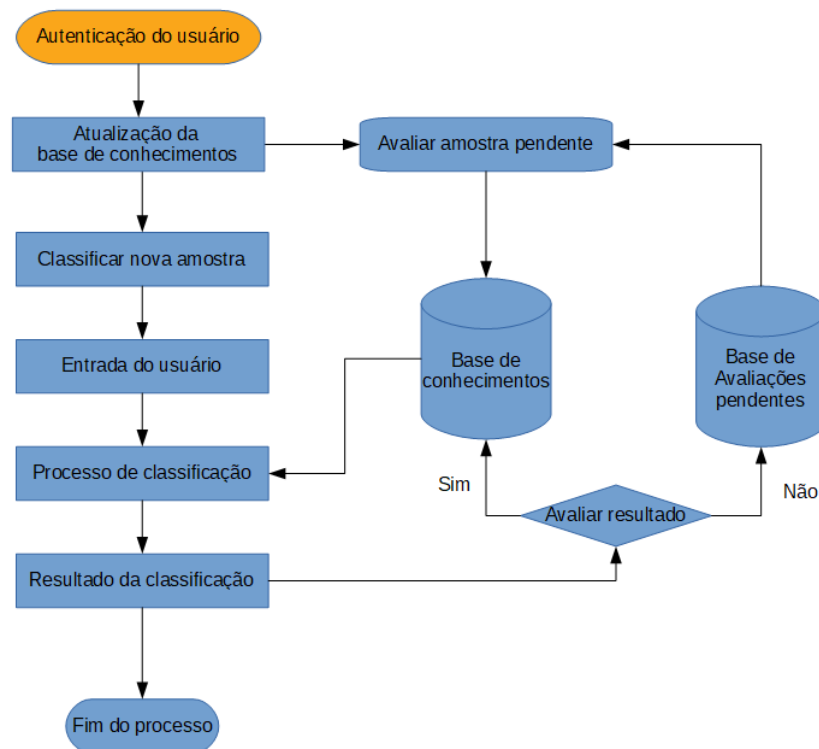 Autenticação do usuário
Atualização da
base de conhecimentos
Avaliar amostra pendente
Classificar nova amostra
Entrada do usuário
Base de
conhecimentos
Base de
Avaliações
pendentes
Processo de classificação
Sim
Não
Avaliar resultado
Resultado da classificação
Fim do processo